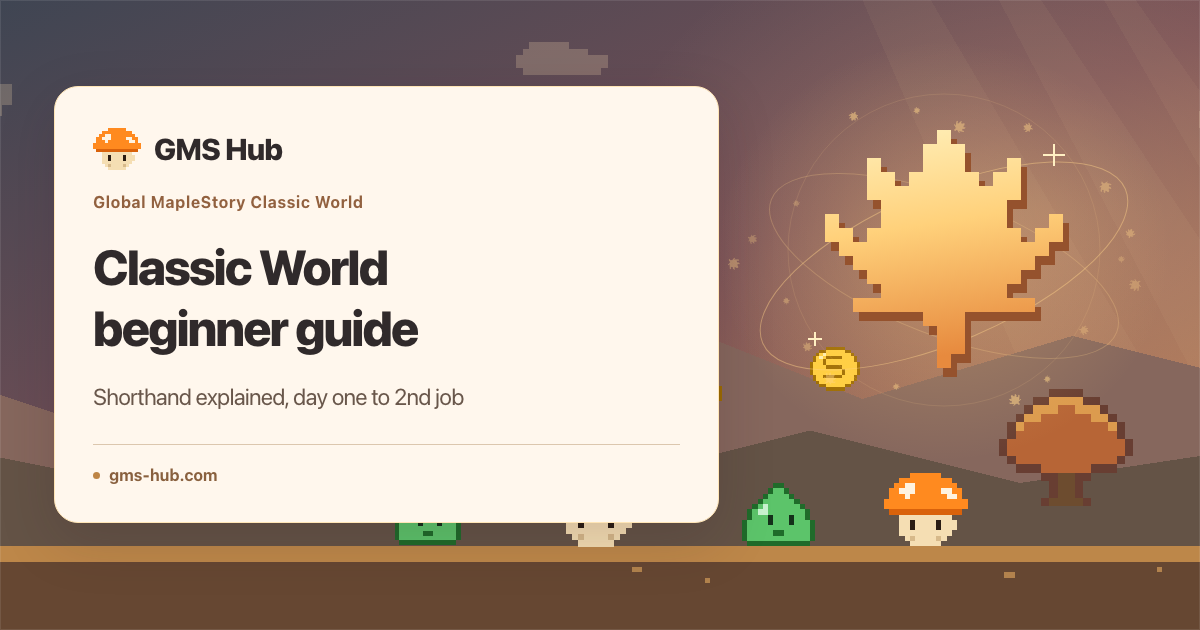 GMS Hub
Global MapleStory Classic World
Classic World
beginner guide
Shorthand explained, day one to 2nd job
gms-hub.com